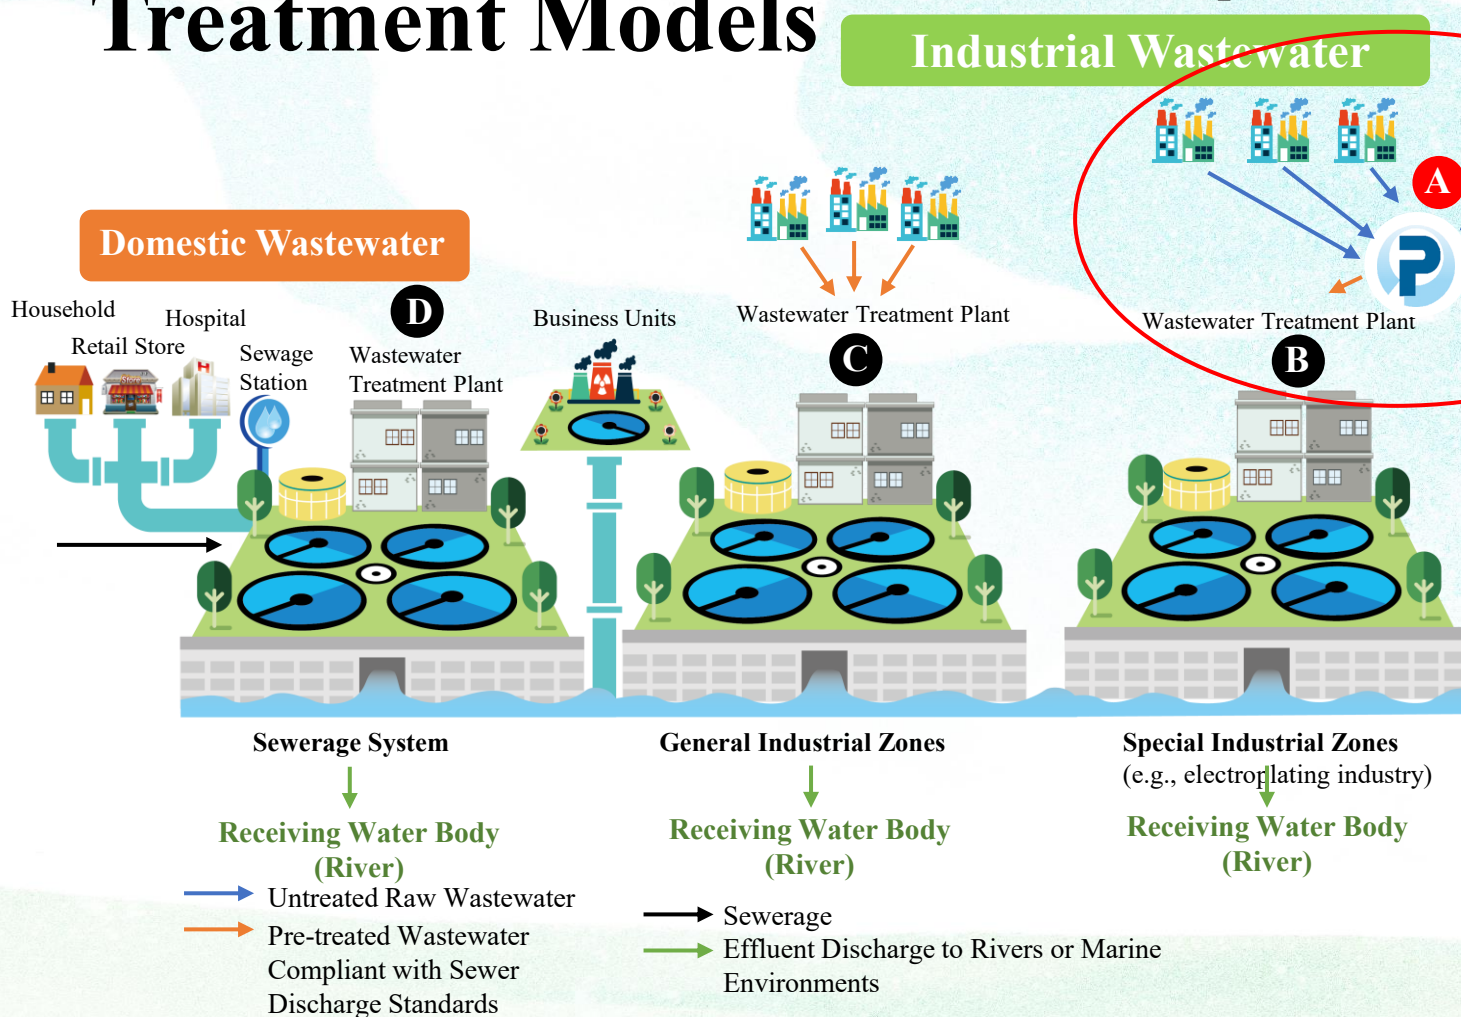 Treatment Models
Industrial Wastewater
A
P
Domestic Wastewater
Household
Retail Store
Hospital
Sewage
Station
D
Wastewater
Treatment Plant
Business Units
Wastewater Treatment Plant
C
Wastewater Treatment Plant
B
Store
H
Sewerage System
General Industrial Zones
Special Industrial Zones
(e.g., electroplating industry)
Receiving Water Body
(River)
Receiving Water Body
(River)
Receiving Water Body
(River)
Untreated Raw Wastewater
Pre-treated Wastewater
Compliant with Sewer
Discharge Standards
Sewerage
Effluent Discharge to Rivers or Marine
Environments